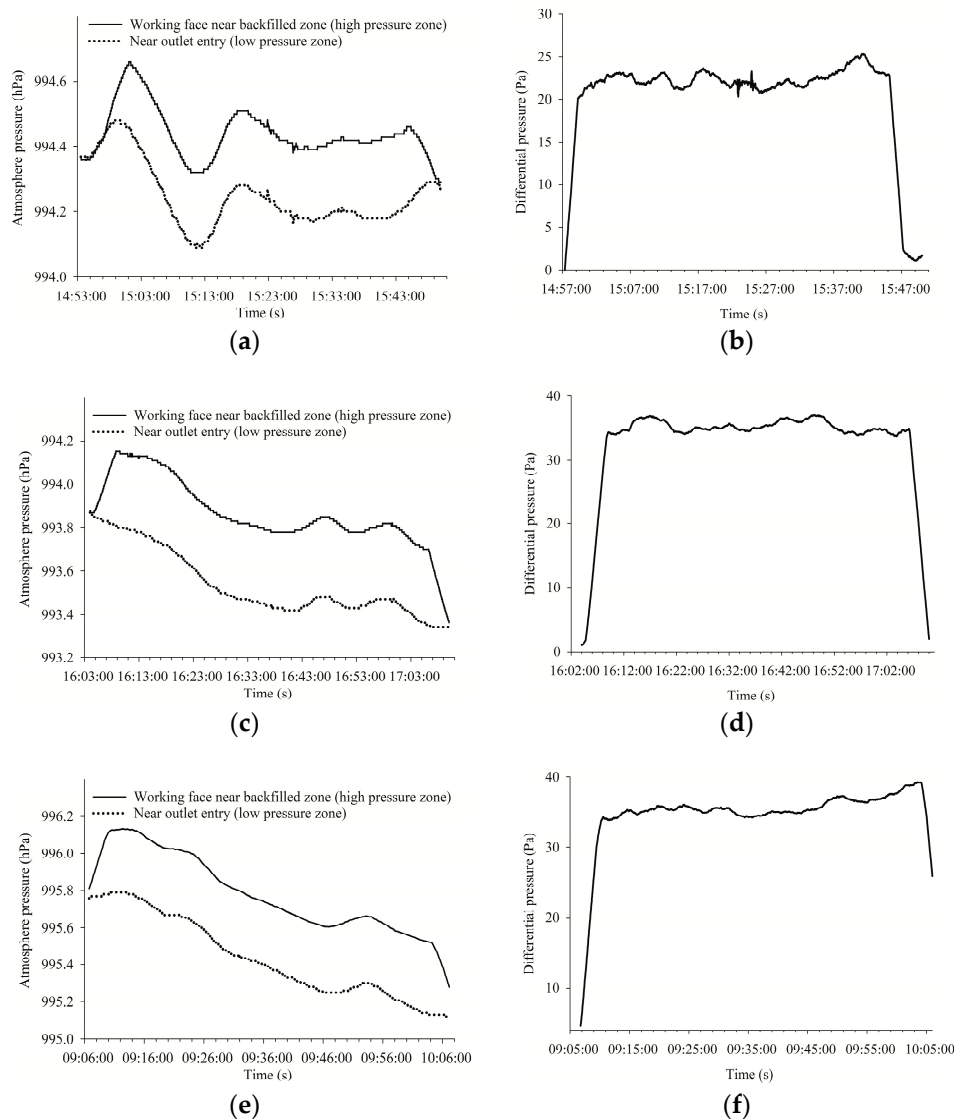 Working face near backfilled zone (high pressure zone)
Near outlet entry (low pressure zone)
Atmosphere pressure (hPa)
994.6
994.4
994.2
994.0
14:53:00 15:03:00 15:13:00 15:23:00 15:33:00 15:43:00
Time (s)
(a)
Differential pressure (Pa)
30
25
20
15
10
5
0
14:57:00 15:07:00 15:17:00 15:27:00 15:37:00 15:47:00
Time (s)
(b)
Working face near backfilled zone (high pressure zone)
Near outlet entry (low pressure zone)
Atmosphere pressure (hPa)
994.2
994.0
993.8
993.6
993.4
993.2
16:03:00 16:13:00 16:23:00 16:33:00 16:43:00 16:53:00 17:03:00
Time (s)
(c)
Differential pressure (Pa)
40
30
20
10
0
16:02:00 16:12:00 16:22:00 16:32:00 16:42:00 16:52:00 17:02:00
Time (s)
(d)
Working face near backfilled zone (high pressure zone)
Near outlet entry (low pressure zone)
Atmosphere pressure (hPa)
996.2
996.0
995.8
995.6
995.4
995.2
995.0
09:06:00 09:16:00 09:26:00 09:36:00 09:46:00 09:56:00 10:06:00
Time (s)
(e)
Differential pressure (Pa)
40
30
20
10
09:05:00 09:15:00 09:25:00 09:35:00 09:45:00 09:55:00 10:05:00
Time (s)
(f)